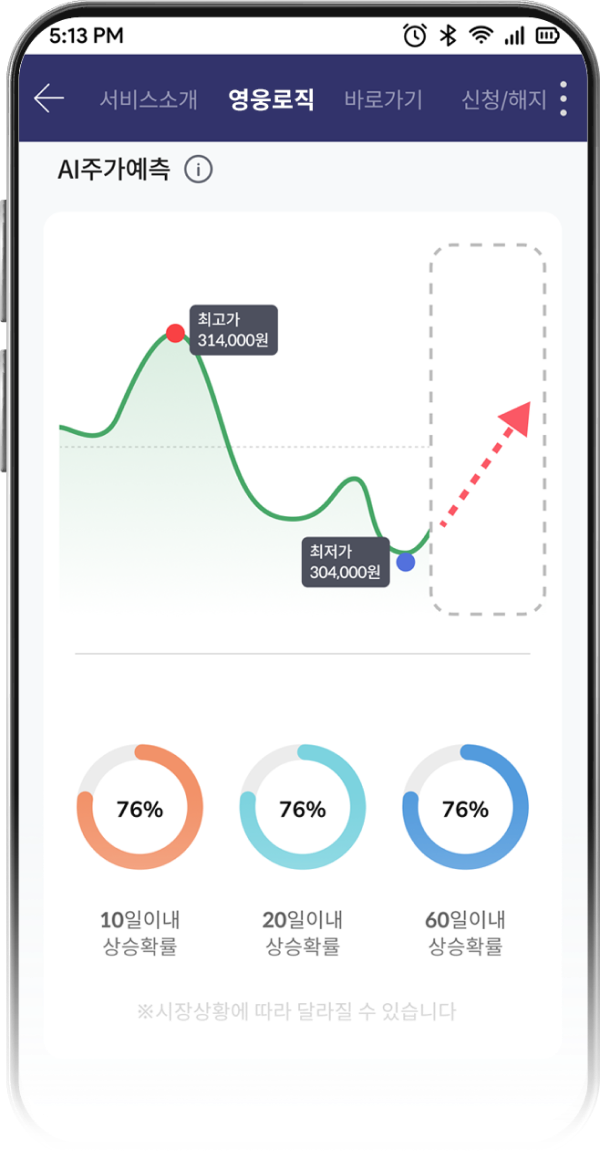 5:13 PM
서비스소개 영웅로직 바로가기 신청/해지
AI주가예측
최고가
314,000원
최저가
304,000원
76% 76% 76%
10일이내 20일이내 60일이내
상승확률 상승확률 상승확률
※시장상황에 따라 달라질 수 있습니다